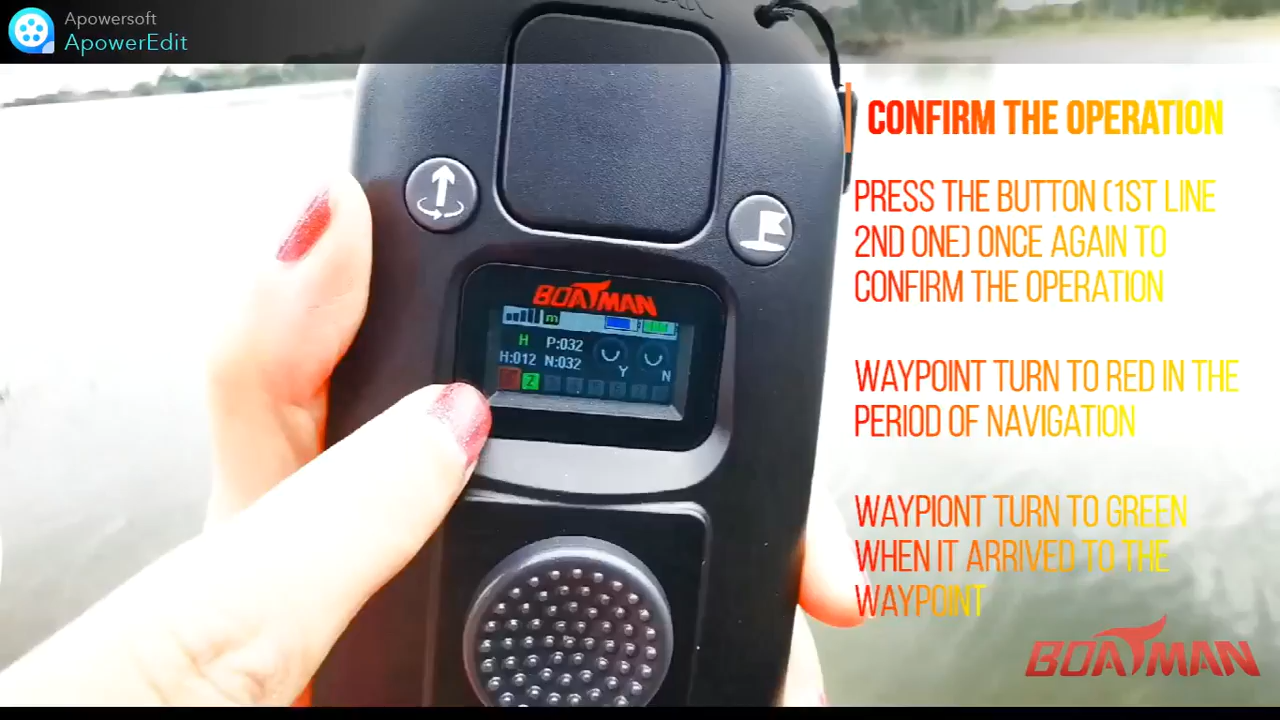 Apowersoft
ApowerEdit
CONFIRM THE OPERATION
PRESS THE BUTTON (1ST LINE
2ND ONE) ONCE AGAIN TO
CONFIRM THE OPERATION
WAYPOINT TURN TO RED IN THE
PERIOD OF NAVIGATION
WAYPIONT TURN TO GREEN
WHEN IT ARRIVED TO THE
WAYPOINT
BOATMAN
BOATMAN
m
H P:032
H:012 N:032
Y N
2